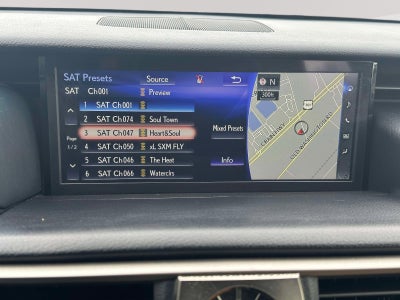 SAT Presets Source
SAT Ch001 Preview
1 SAT Ch001
2 SAT Ch074 Soul Town
3 SAT Ch047 Heart&Soul
4 SAT Ch050 xL SXM FLY
5 SAT Ch046 The Heat
6 SAT Ch066 Watercks
Page
1/2
Mixed Presets
Info
N
300ft